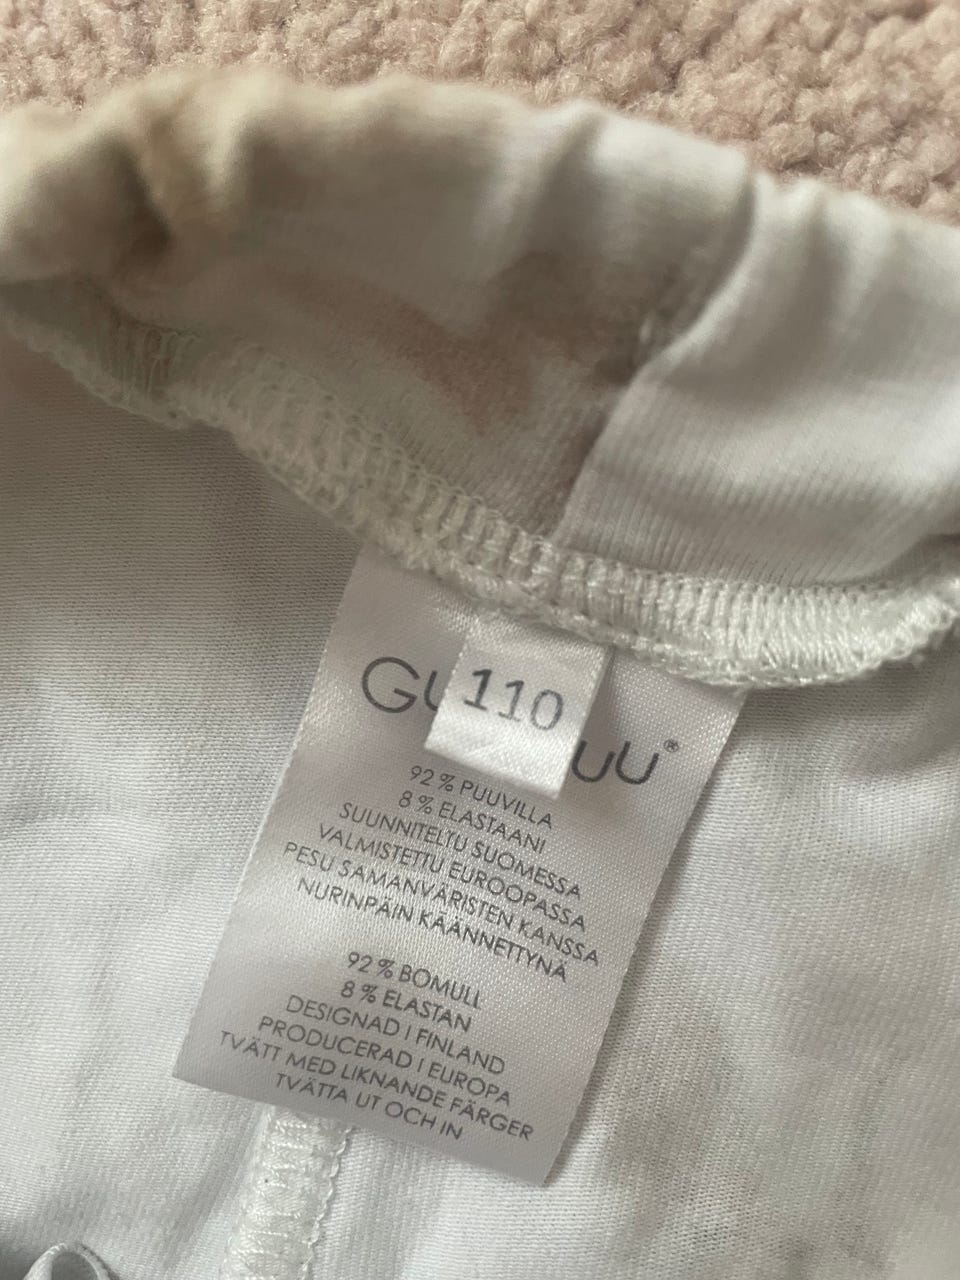 110
UU®
92 % PUUVILLA
8 % ELASTAANI
SUUNNITELTU SUOMESSA
VALMISTETTU EUROOPASSA
PESU SAMANVÄRISTEN KANSSA
NURINPÄIN KÄÄNNETTYNÄ
92 % BOMULL
8 % ELASTAN
DESIGNAD I FINLAND
PRODUCERAD I EUROPA
TVÄTT MED LIKNANDE FÄRGER
TVÄTTA UT OCH IN